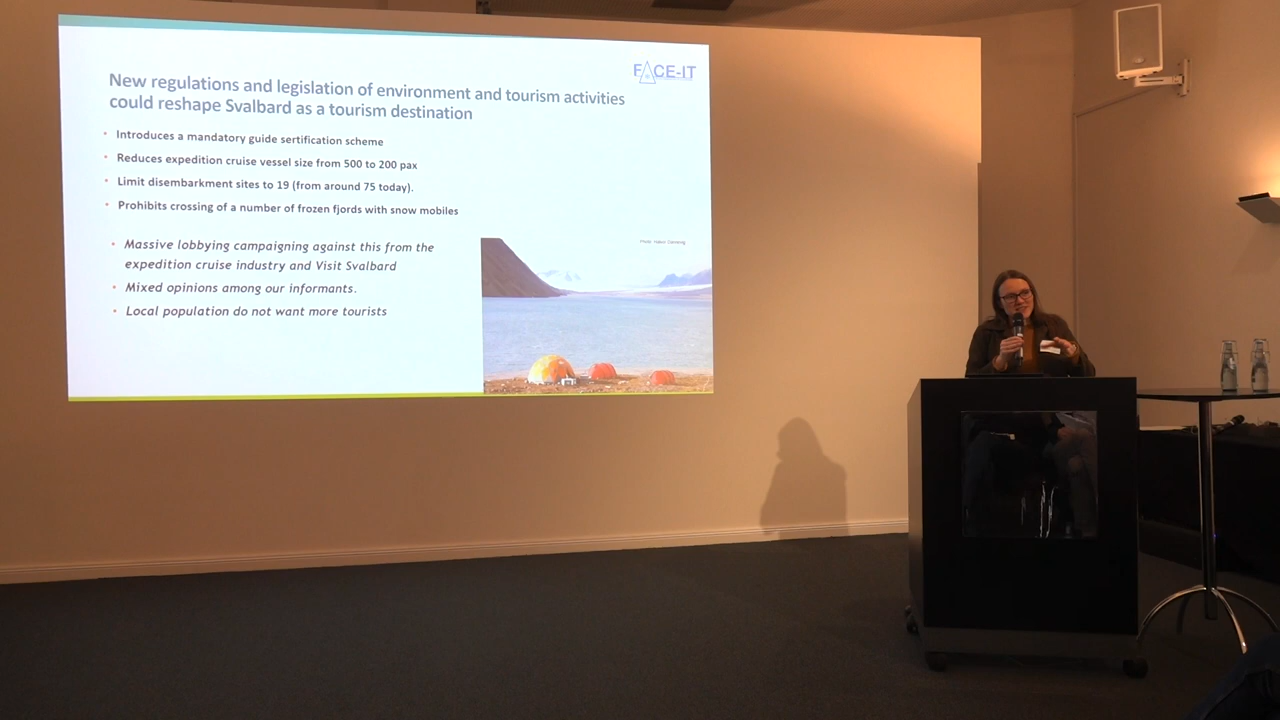 FACE-IT
New regulations and legislation of environment and tourism activities
could reshape Svalbard as a tourism destination
• Introduces a mandatory guide sertification scheme
• Reduces expedition cruise vessel size from 500 to 200 pax
• Limit disembarkment sites to 19 (from around 75 today).
• Prohibits crossing of a number of frozen fjords with snow mobiles
• Massive lobbying campaigning against this from the
expedition cruise industry and Visit Svalbard
• Mixed opinions among our informants.
• Local population do not want more tourists
Photo: